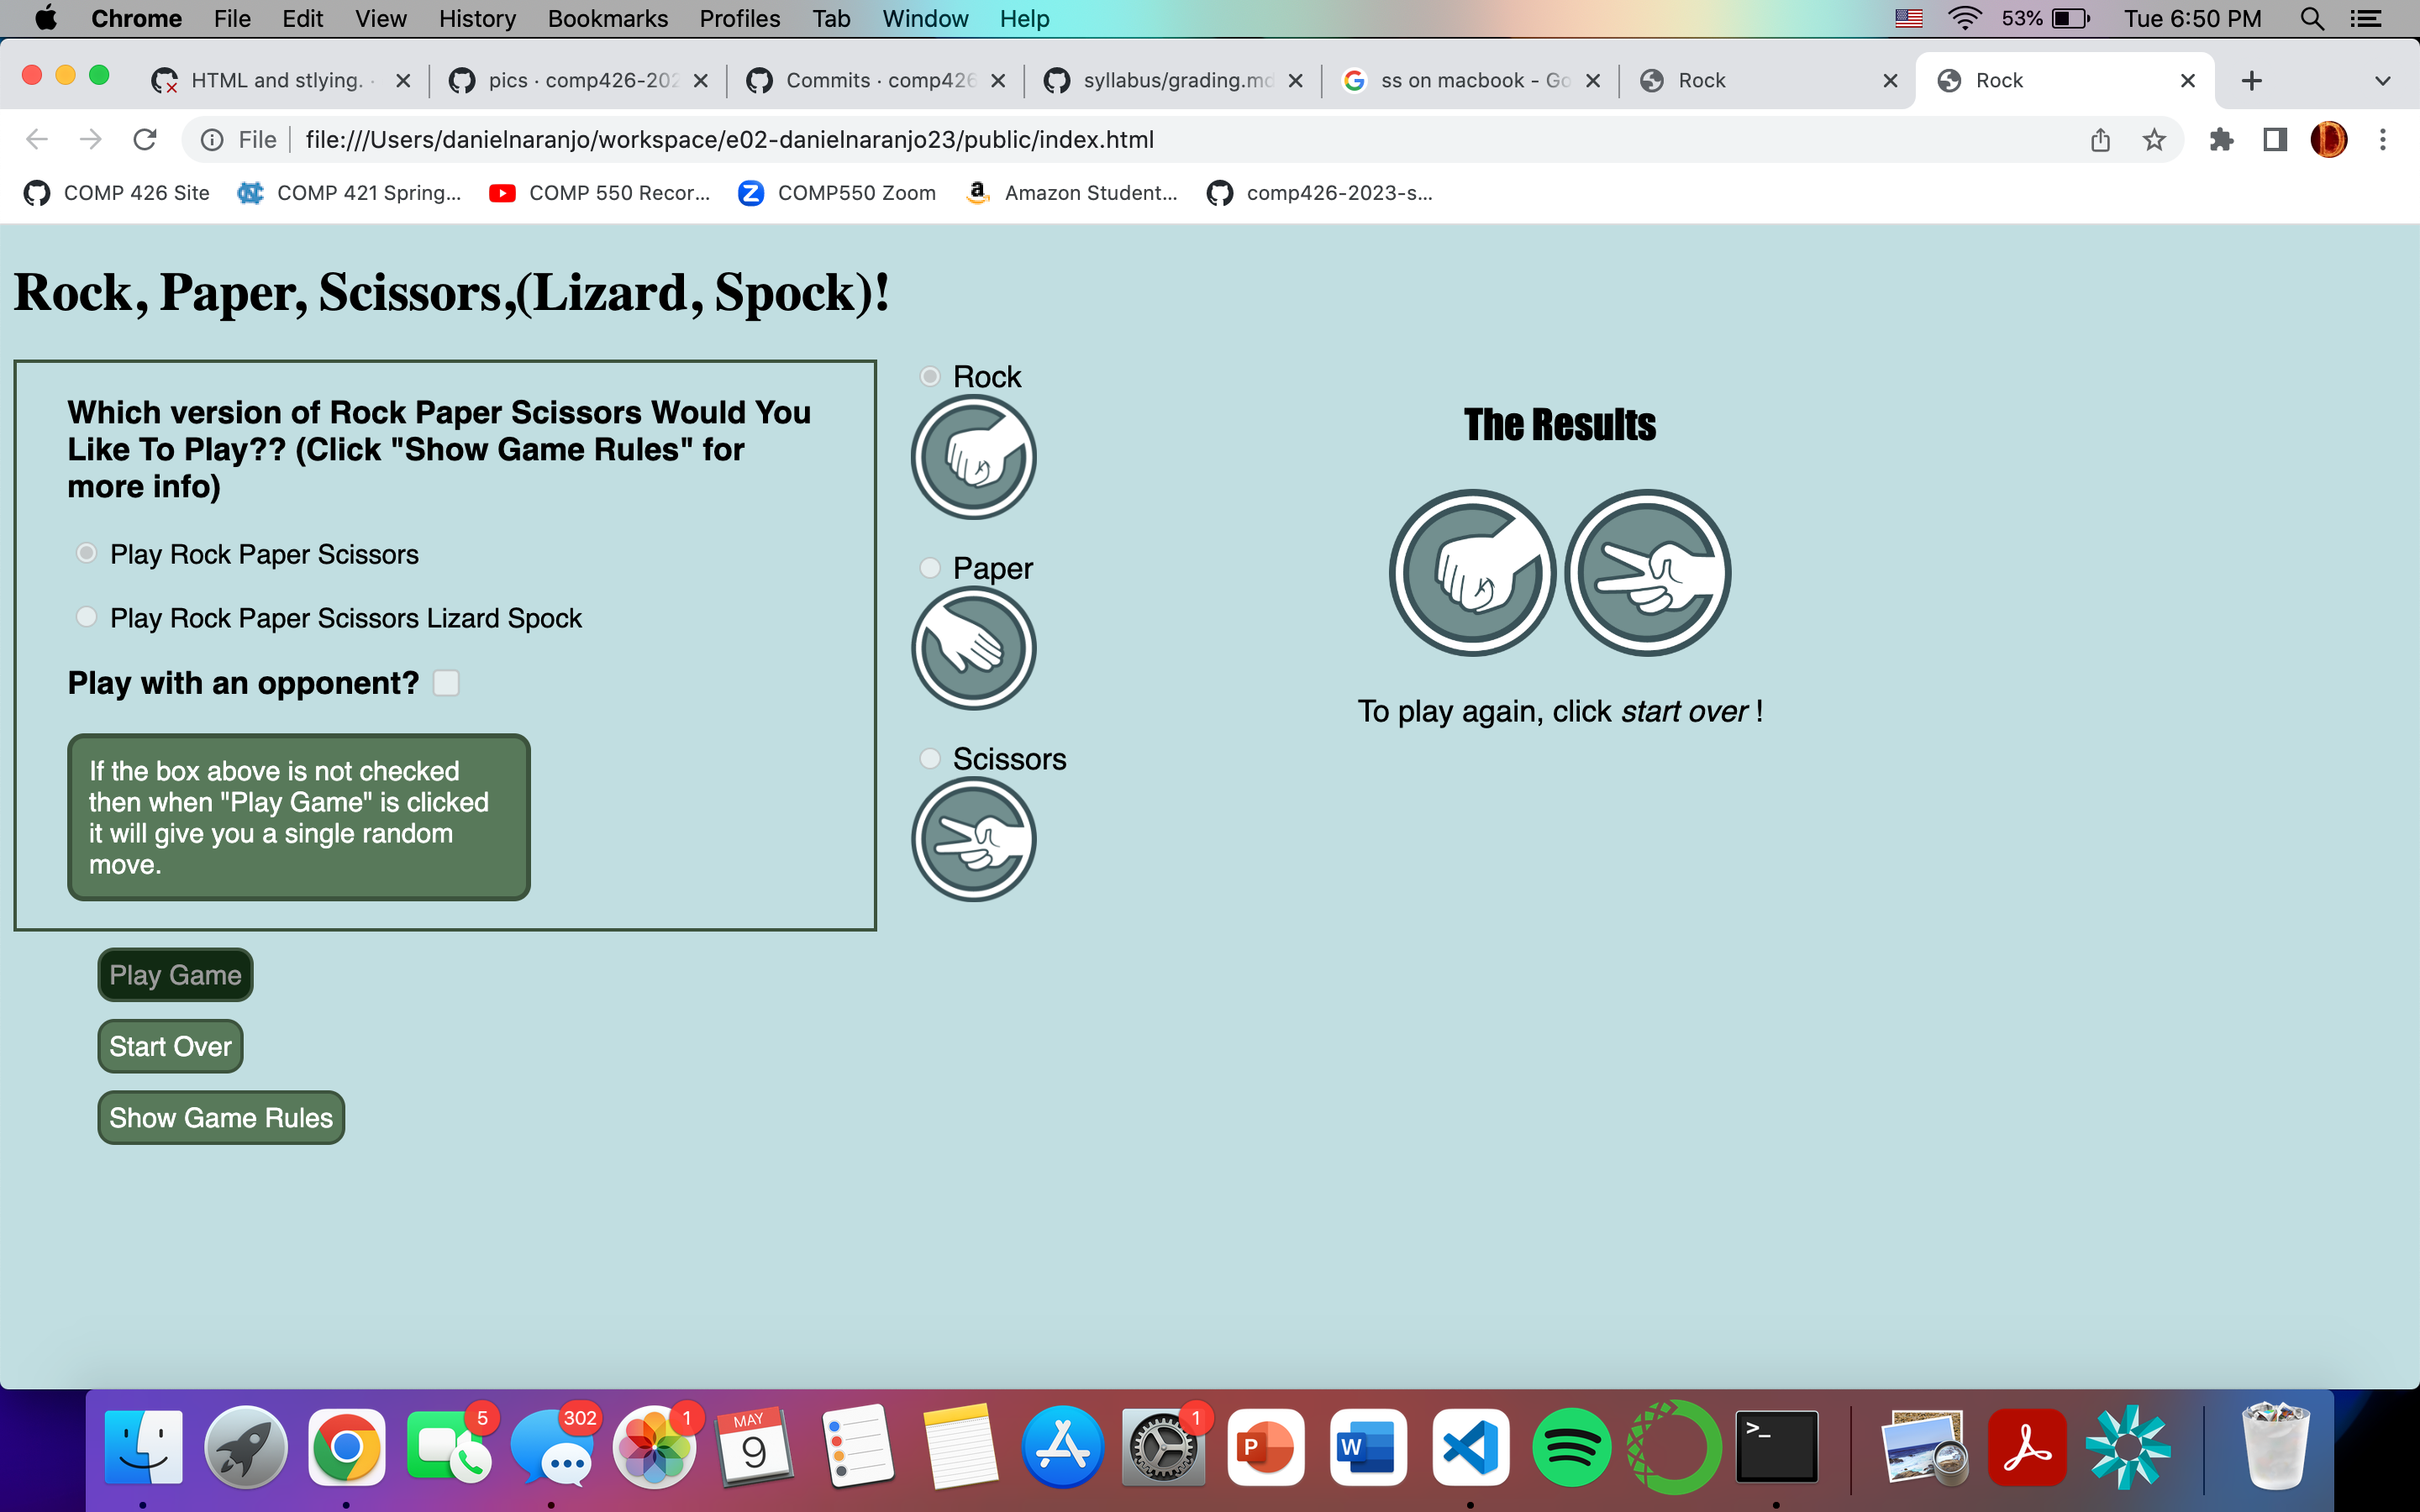 Chrome File Edit View History Bookmarks Profiles Tab Window Help 53% Tue 6:50 PM
HTML and stlying. · pics · comp426-202 Commits · comp426 syllabus/grading.md ss on macbook - Go Rock Rock
File file:///Users/danielnaranjo/workspace/e02-danielnaranjo23/public/index.html
COMP 426 Site COMP 421 Spring... COMP 550 Recor... COMP550 Zoom Amazon Student... comp426-2023-s...
Rock, Paper, Scissors,(Lizard, Spock)!
Which version of Rock Paper Scissors Would You
Like To Play?? (Click "Show Game Rules" for
more info)
Play Rock Paper Scissors
Play Rock Paper Scissors Lizard Spock
Play with an opponent?
If the box above is not checked
then when "Play Game" is clicked
it will give you a single random
move.
Play Game
Start Over
Show Game Rules
Rock
Paper
Scissors
The Results
To play again, click start over !
5 302 1 MAY 9 1 P W >_